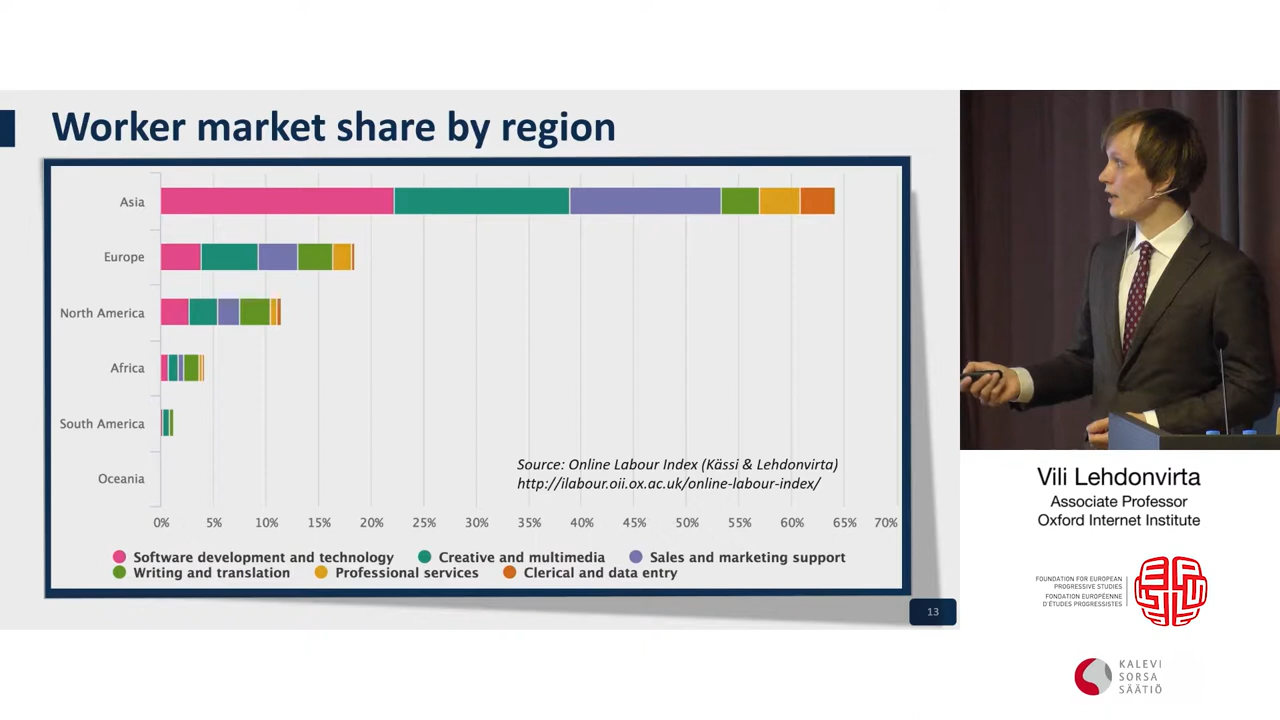 Worker market share by region
Asia
Europe
North America
Africa
South America
Oceania
Source: Online Labour Index (Kässi & Lehdonvirta)
http://ilabour.oii.ox.ac.uk/online-labour-index/
0% 5% 10% 15% 20% 25% 30% 35% 40% 45% 50% 55% 60% 65% 70%
Software development and technology Creative and multimedia Sales and marketing support
Writing and translation Professional services Clerical and data entry
13
Vili Lehdonvirta
Associate Professor
Oxford Internet Institute
FOUNDATION FOR EUROPEAN
PROGRESSIVE STUDIES
FONDATION EUROPÉENNE
D'ÉTUDES PROGRESSISTES
KALEVI
SORSA
SÄÄTIÖ